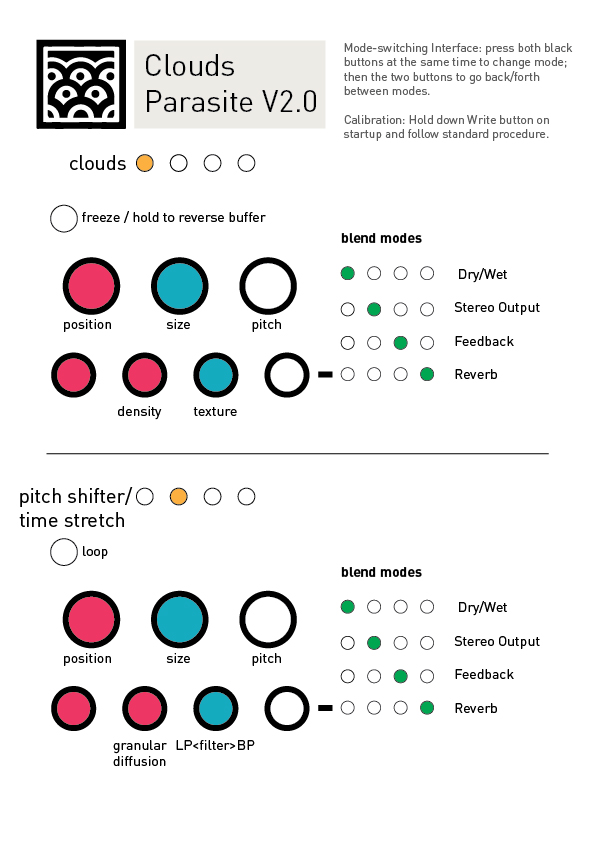 Clouds
Parasite V2.0
Mode-switching Interface: press both black
buttons at the same time to change mode;
then the two buttons to go back/forth
between modes.
Calibration: Hold down Write button on
startup and follow standard procedure.
clouds
freeze / hold to reverse buffer
position
size
pitch
density
texture
blend modes
Dry/Wet
Stereo Output
Feedback
Reverb
pitch shifter/
time stretch
loop
position
size
pitch
granular
diffusion
LP<filter>BP
blend modes
Dry/Wet
Stereo Output
Feedback
Reverb